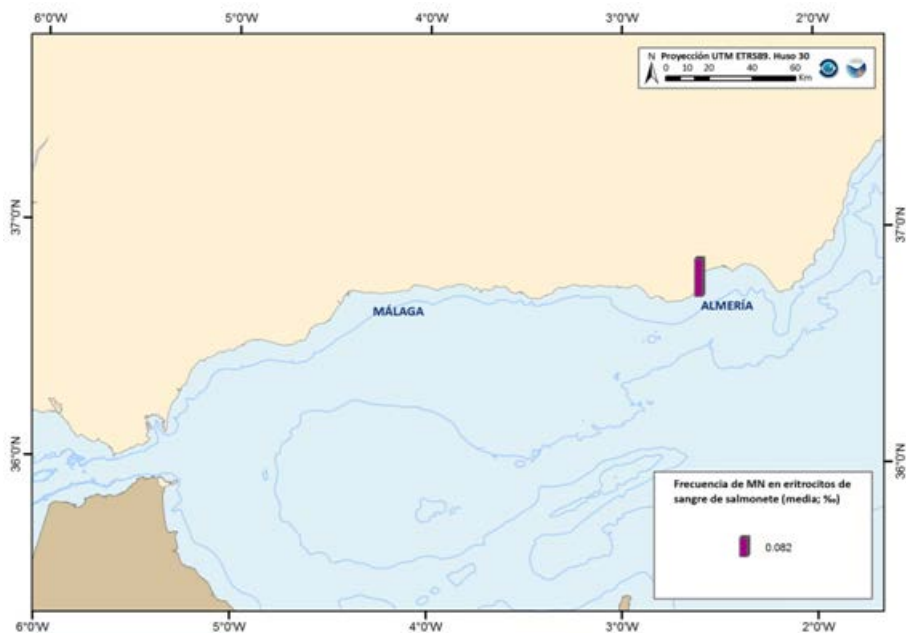 6°0'W 5°0'W 4°0'W 3°0'W 2°0'W
N Proyección UTM ETRS89. Huso 30
0 10 20 40 60
Km
37°0'N 37°0'N
MÁLAGA ALMERÍA
36°0'N 36°0'N
Frecuencia de MN en eritrocitos de
sangre de salmonete (media; ‰)
0.082
6°0'W 5°0'W 4°0'W 3°0'W 2°0'W